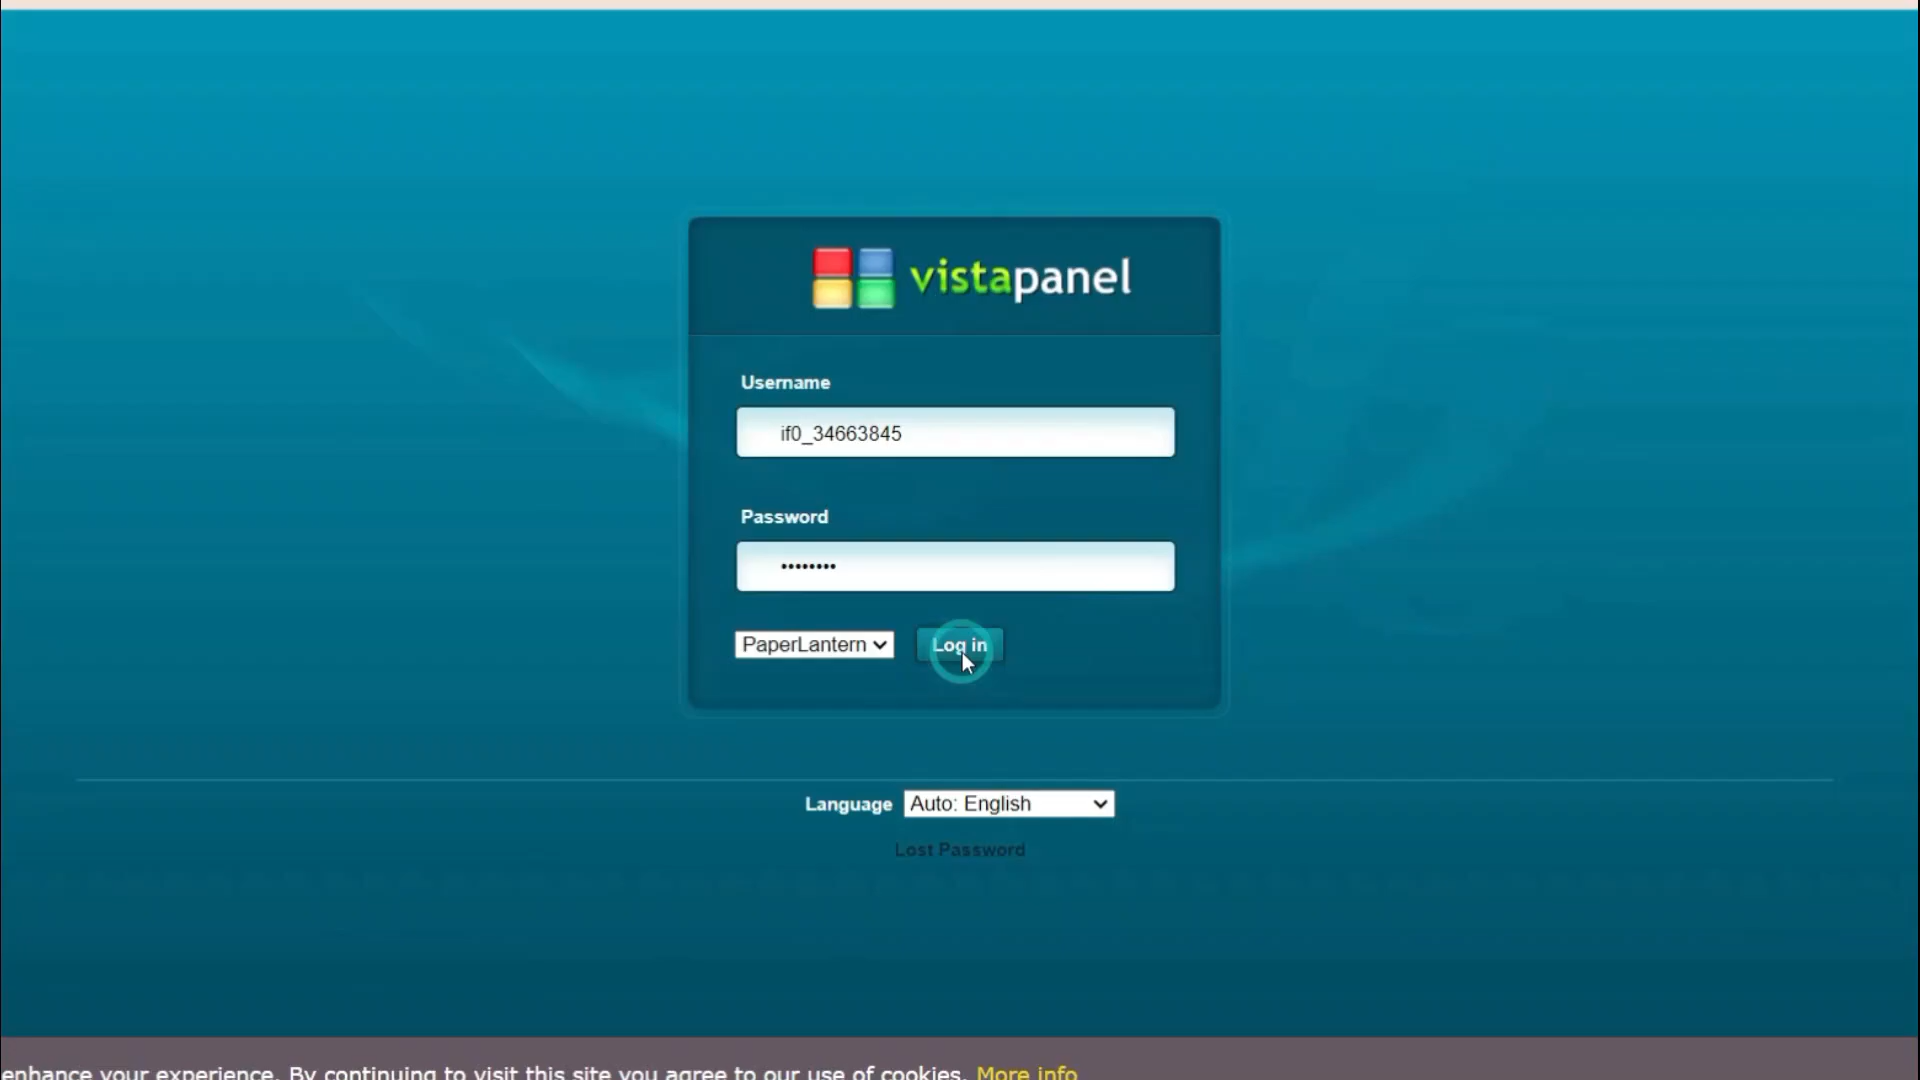 vistapanel
Username
if0_34663845
Password
••••••••
PaperLantern
Log in
Language
Auto: English
Lost Password
enhance your experience. By continuing to visit this site you agree to our use of cookies. More info